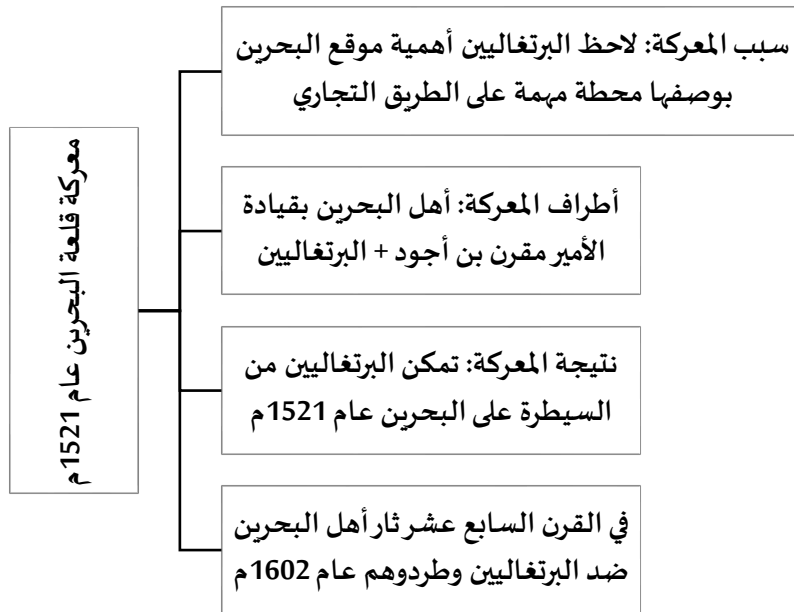 معركة قلعة البحرين عام 1521م
سبب المعركة: لاحظ البرتغاليين أهمية موقع البحرين
بوصفها محطة مهمة على الطريق التجاري
أطراف المعركة: أهل البحرين بقيادة
الأمير مقرن بن أجود + البرتغاليين
نتيجة المعركة: تمكن البرتغاليين من
السيطرة على البحرين عام 1521م
في القرن السابع عشر ثار أهل البحرين
ضد البرتغاليين وطردوهم عام 1602م